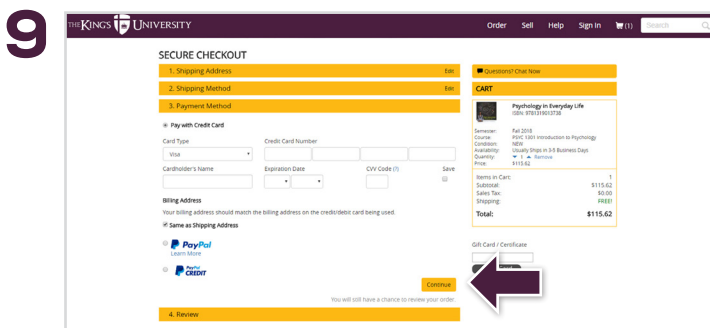 9
THE KING'S UNIVERSITY
Order Sell Help Sign In (1) Search
SECURE CHECKOUT
1. Shipping Address Edit
2. Shipping Method Edit
3. Payment Method
Pay with Credit Card
Card Type Credit Card Number
Visa
Cardholder's Name Expiration Date CVV Code (?) Save
Billing Address
Your billing address should match the billing address on the credit/debit card being used.
Same as Shipping Address
PayPal
Learn More
PayPal CREDIT
Continue
You will still have a chance to review your order.
4. Review
Questions? Chat Now
CART
Psychology in Everyday Life
ISBN: 9781319013738
Semester: Fall 2018
Course: PSYC 1301 Introduction to Psychology
Condition: NEW
Availability: Usually Ships in 3-5 Business Days
Quantity: 1 Remove
Price: $115.62
Items in Cart: 1
Subtotal: $115.62
Sales Tax: $0.00
Shipping: FREE!
Total: $115.62
Gift Card / Certificate